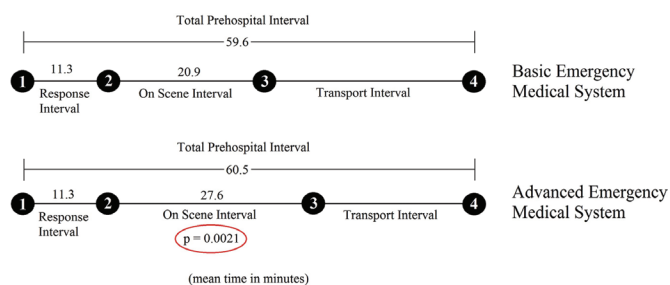 Total Prehospital Interval
59.6
11.3
20.9
1
2
3
4
Response
Interval
On Scene Interval
Transport Interval
Basic Emergency
Medical System
Total Prehospital Interval
60.5
11.3
27.6
1
2
3
4
Response
Interval
On Scene Interval
Transport Interval
p = 0.0021
Advanced Emergency
Medical System
(mean time in minutes)